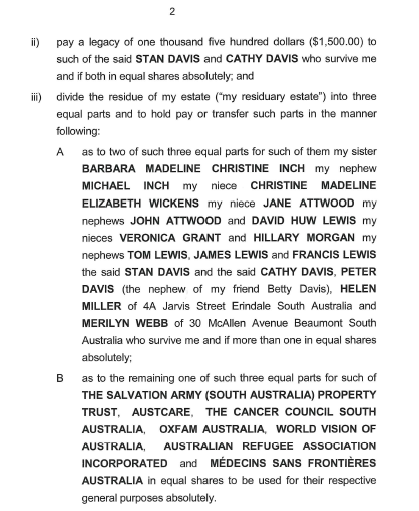 2
ii) pay a legacy of one thousand five hundred dollars ($1,500.00) to
such of the said STAN DAVIS and CATHY DAVIS who survive me
and if both in equal shares absolutely; and
iii) divide the residue of my estate ("my residuary estate") into three
equal parts and to hold pay or transfer such parts in the manner
following:
A as to two of such three equal parts for such of them my sister
BARBARA MADELINE CHRISTINE INCH my nephew
MICHAEL INCH my niece CHRISTINE MADELINE
ELIZABETH WICKENS my niece JANE ATTWOOD my
nephews JOHN ATTWOOD and DAVID HUW LEWIS my
nieces VERONICA GRANT and HILLARY MORGAN my
nephews TOM LEWIS, JAMES LEWIS and FRANCIS LEWIS
the said STAN DAVIS and the said CATHY DAVIS, PETER
DAVIS (the nephew of my friend Betty Davis), HELEN
MILLER of 4A Jarvis Street Erindale South Australia and
MERILYN WEBB of 30 McAllen Avenue Beaumont South
Australia who survive me and if more than one in equal shares
absolutely;
B as to the remaining one of such three equal parts for such of
THE SALVATION ARMY (SOUTH AUSTRALIA) PROPERTY
TRUST, AUSTCARE, THE CANCER COUNCIL SOUTH
AUSTRALIA, OXFAM AUSTRALIA, WORLD VISION OF
AUSTRALIA, AUSTRALIAN REFUGEE ASSOCIATION
INCORPORATED and MÉDECINS SANS FRONTIÈRES
AUSTRALIA in equal shares to be used for their respective
general purposes absolutely.